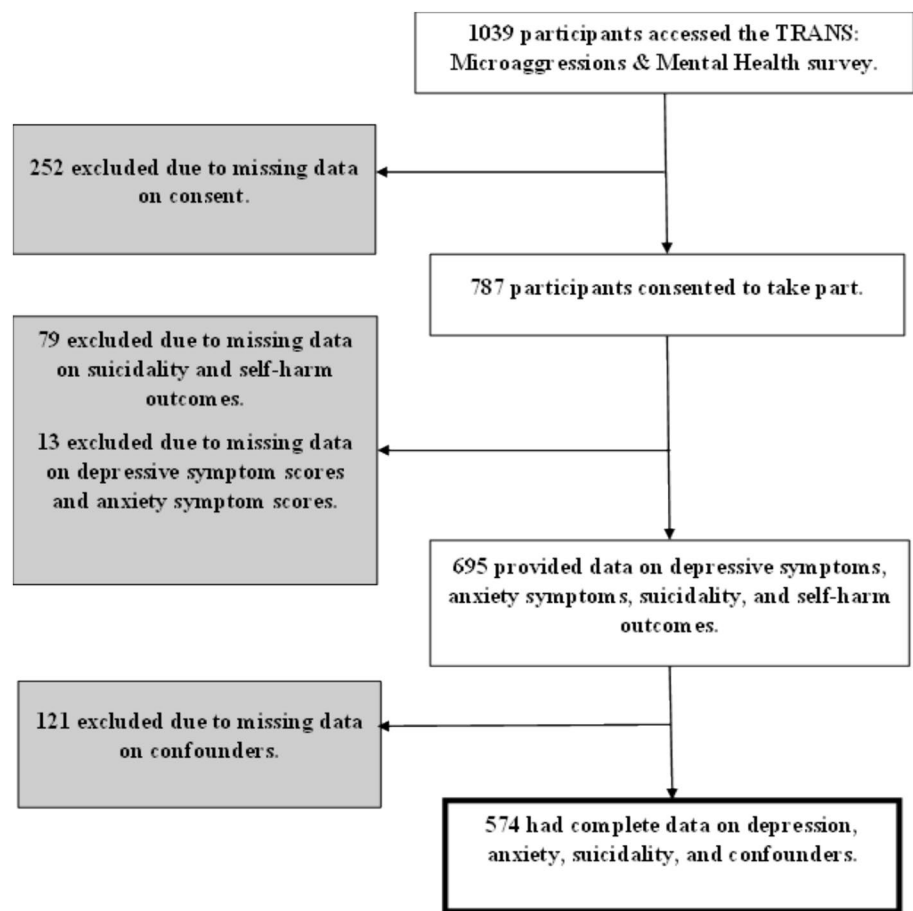 1039 participants accessed the TRANS:
Microaggressions & Mental Health survey.
252 excluded due to missing data
on consent.
787 participants consented to take part.
79 excluded due to missing data
on suicidality and self-harm
outcomes.
13 excluded due to missing data
on depressive symptom scores
and anxiety symptom scores.
695 provided data on depressive symptoms,
anxiety symptoms, suicidality, and self-harm
outcomes.
121 excluded due to missing data
on confounders.
574 had complete data on depression,
anxiety, suicidality, and confounders.